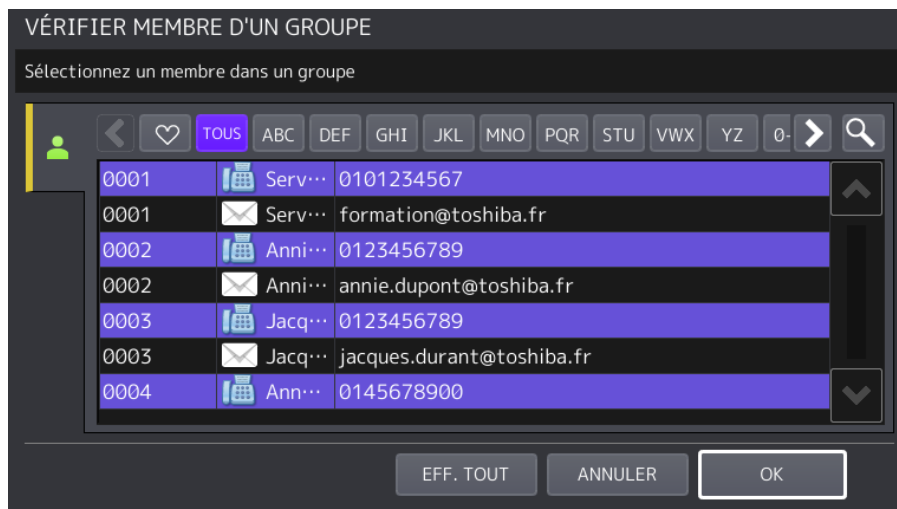 VÉRIFIER MEMBRE D'UN GROUPE
Sélectionnez un membre dans un groupe
TOUS ABC DEF GHI JKL MNO PQR STU VWX YZ 0-
0001 Serv··· 0101234567
0001 Serv··· formation@toshiba.fr
0002 Anni··· 0123456789
0002 Anni··· annie.dupont@toshiba.fr
0003 Jacq··· 0123456789
0003 Jacq··· jacques.durant@toshiba.fr
0004 Ann··· 0145678900
EFF. TOUT ANNULER OK